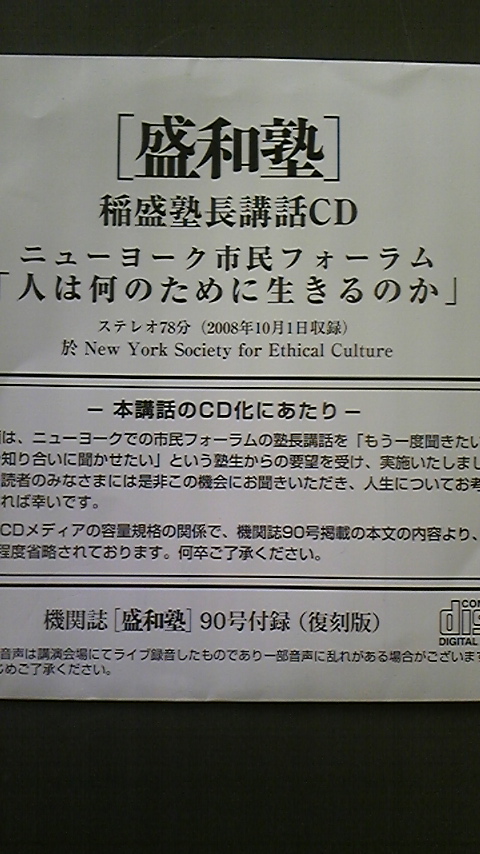 [盛和塾]
稲盛塾長講話CD
ニューヨーク市民フォーラム
「人は何のために生きるのか」
ステレオ78分(2008年10月1日収録)
於 New York Society for Ethical Culture
− 本講話のCD化にあたり −
は、ニューヨークでの市民フォーラムの塾長講話を「もう一度聞きたい
知り合いに聞かせたい」という塾生からの要望を受け、実施いたしまし
読者のみなさまには是非この機会にお聞きいただき、人生についてお考
れば幸いです。
CDメディアの容量規格の関係で、機関誌90号掲載の本文の内容より、
程度省略されております。何卒ご了承ください。
機関誌[盛和塾]90号付録(復刻版)
COM
dis
DIGITAL
音声は講演会場にてライブ録音したものであり一部音声に乱れがある場合がございます
じめご了承ください。